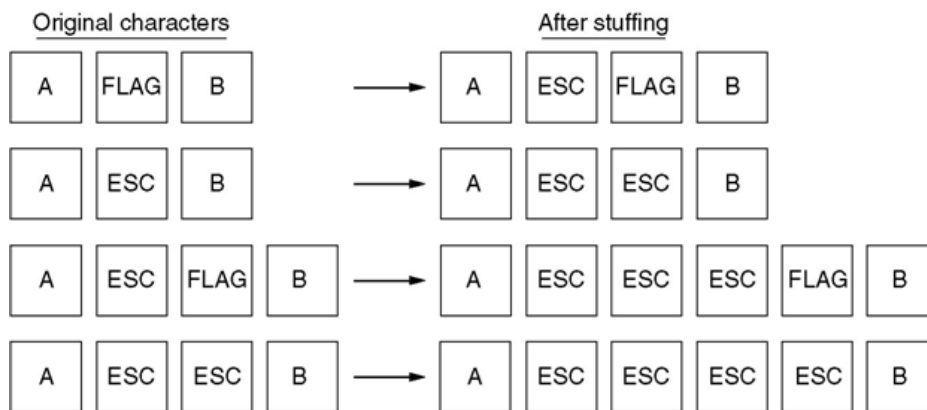 Original characters After stuffing
A FLAG B A ESC FLAG B
A ESC B A ESC ESC B
A ESC FLAG B A ESC ESC ESC FLAG B
A ESC ESC B A ESC ESC ESC ESC B